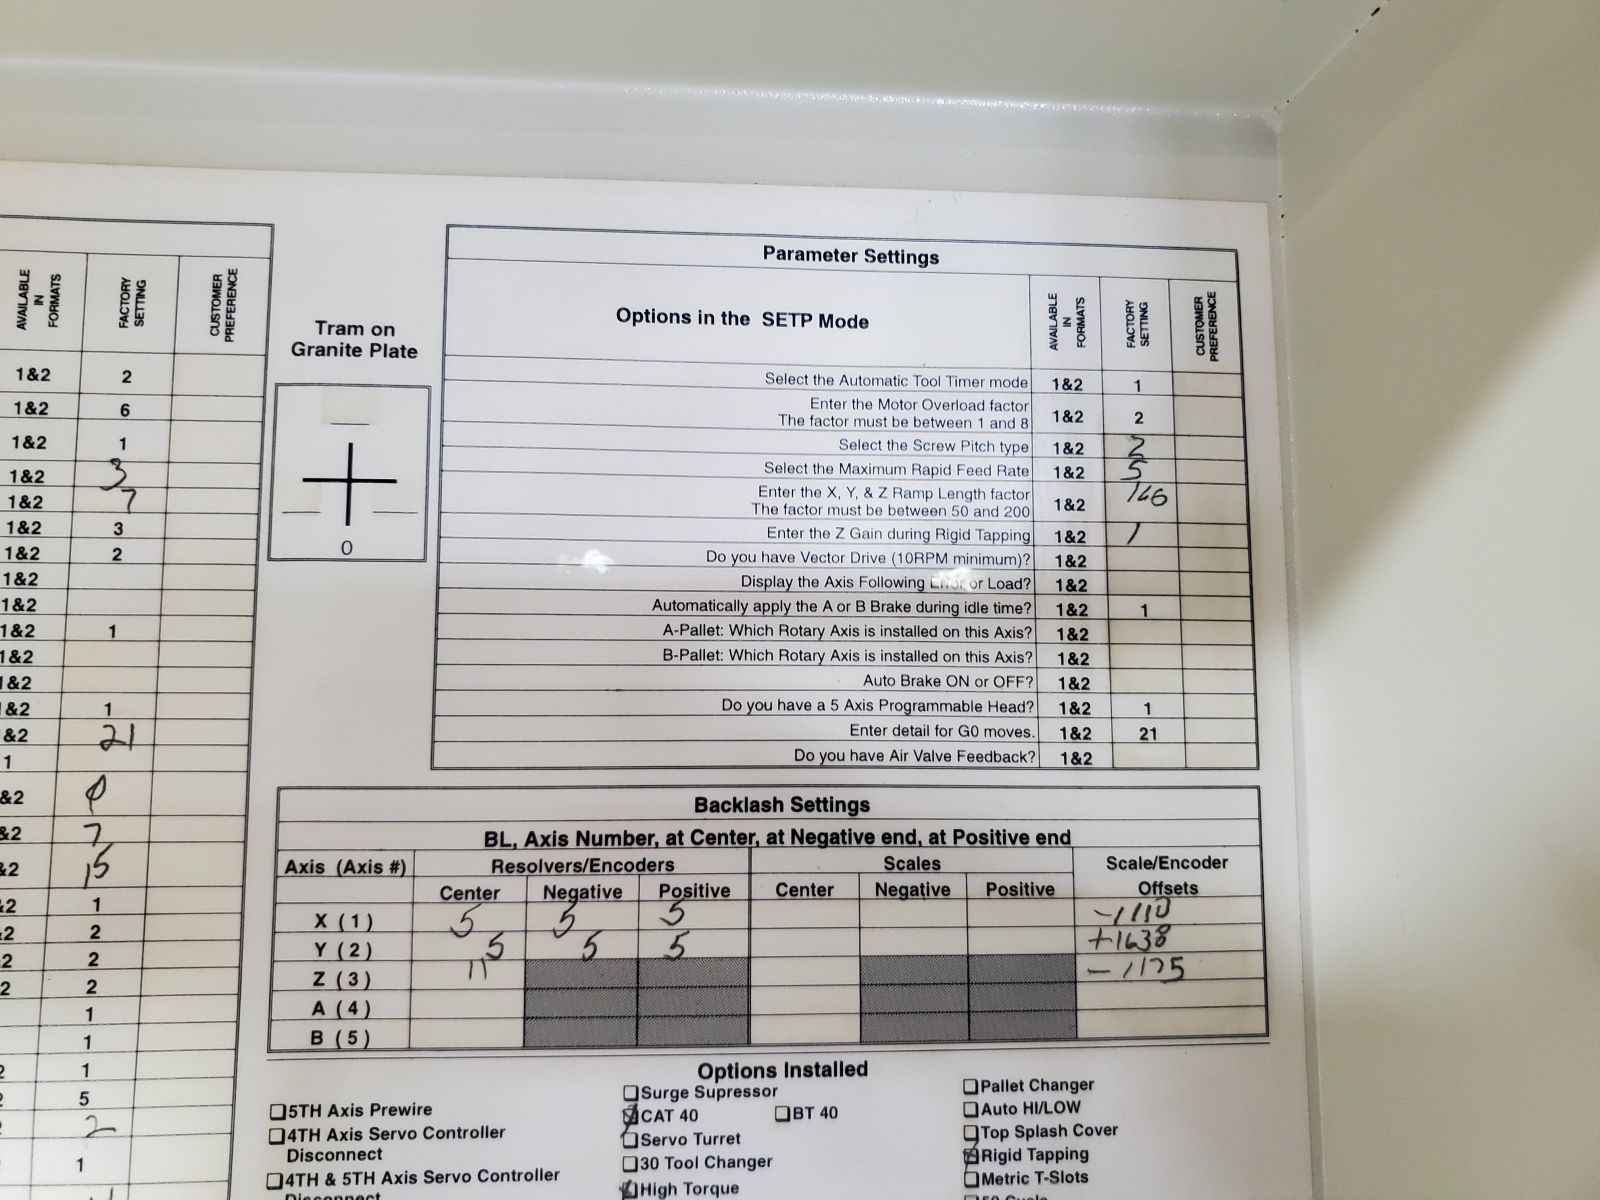 AVAILABLE IN FORMATS FACTORY SETTING CUSTOMER PREFERENCE
1&2 2
1&2 6
1&2 1
1&2 3
1&2 7
1&2 3
1&2 2
1&2
1&2
1&2 1
1&2
1&2
1&2 1
&2 21
1
&2 0
&2 7
&2 15
&2 1
2 2
2 2
2 2
1
1
2 1
2 5
2
1
Tram on
Granite Plate
0
Parameter Settings
Options in the SETP Mode AVAILABLE IN FORMATS FACTORY SETTING CUSTOMER PREFERENCE
Select the Automatic Tool Timer mode 1&2 1
Enter the Motor Overload factor
The factor must be between 1 and 8 1&2 2
Select the Screw Pitch type 1&2 2
Select the Maximum Rapid Feed Rate 1&2 5
Enter the X, Y, & Z Ramp Length factor
The factor must be between 50 and 200 1&2
Enter the Z Gain during Rigid Tapping 1&2 1
Do you have Vector Drive (10RPM minimum)? 1&2
Display the Axis Following Error or Load? 1&2
Automatically apply the A or B Brake during idle time? 1&2 1
A-Pallet: Which Rotary Axis is installed on this Axis? 1&2
B-Pallet: Which Rotary Axis is installed on this Axis? 1&2
Auto Brake ON or OFF? 1&2
Do you have a 5 Axis Programmable Head? 1&2 1
Enter detail for G0 moves. 1&2 21
Do you have Air Valve Feedback? 1&2
Backlash Settings
BL, Axis Number, at Center, at Negative end, at Positive end
Axis (Axis #) Resolvers/Encoders Scales Scale/Encoder Offsets
Center Negative Positive Center Negative Positive
X (1) 5 5 5 -1110
Y (2) 5 5 5 +1638
Z (3) 11 -1175
A (4)
B (5)
Options Installed
5TH Axis Prewire
4TH Axis Servo Controller
Disconnect
4TH & 5TH Axis Servo Controller
Disconnect
Surge Supressor
CAT 40 BT 40
Servo Turret
30 Tool Changer
High Torque
Pallet Changer
Auto HI/LOW
Top Splash Cover
Rigid Tapping
Metric T-Slots